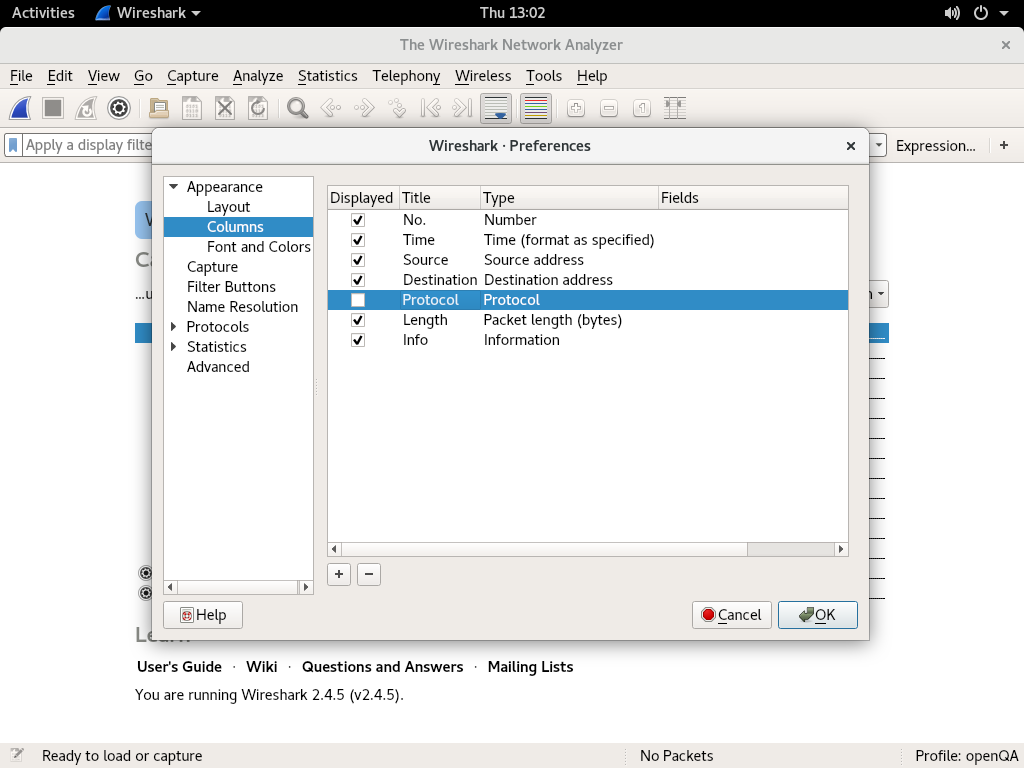 Activities Wireshark Thu 13:02
The Wireshark Network Analyzer
File Edit View Go Capture Analyze Statistics Telephony Wireless Tools Help
Apply a display filte Expression... +
Wireshark · Preferences
Appearance
Layout
Columns
Font and Colors
Capture
Filter Buttons
Name Resolution
Protocols
Statistics
Advanced
Displayed Title Type Fields
No. Number
Time Time (format as specified)
Source Source address
Destination Destination address
Protocol Protocol
Length Packet length (bytes)
Info Information
Help Cancel OK
Learn
User's Guide · Wiki · Questions and Answers · Mailing Lists
You are running Wireshark 2.4.5 (v2.4.5).
Ready to load or capture No Packets Profile: openQA